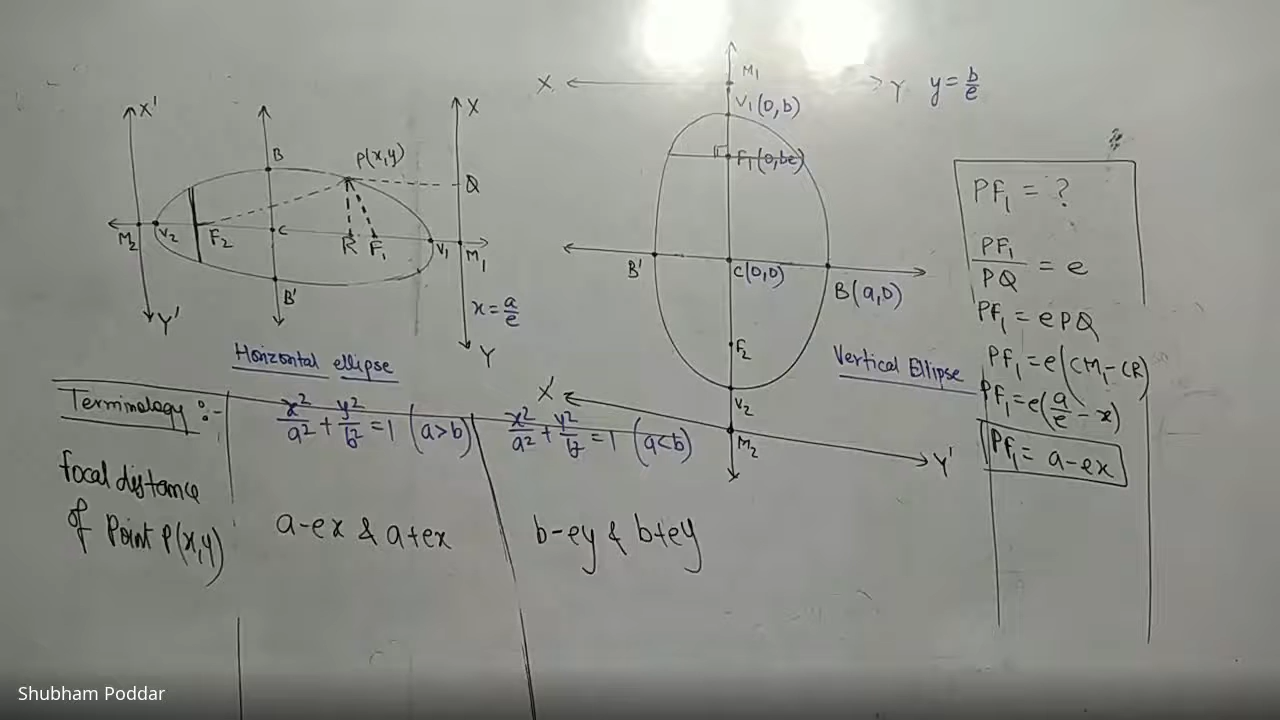 X'
B
P(x,y)
X
Q
M₂
V₂
F₂
C
R
F₁
V₁
M₁
B'
x = a/e
Y'
Y
Horizontal ellipse
X
M₁
Y
y = b/e
V₁(0,b)
F₁(0,be)
B'
C(0,0)
B(a,0)
F₂
Vertical Ellipse
V₂
X'
M₂
Y'
PF₁ = ?
PF₁/PQ = e
PF₁ = e PQ
PF₁ = e(CM₁ - CR)
PF₁ = e(a/e - x)
PF₁ = a - ex
Terminology :-
x²/a² + y²/b² = 1 (a>b)
x²/a² + y²/b² = 1 (a<b)
focal distance
of Point P(x,y)
a-ex & a+ex
b-ey & b+ey
Shubham Poddar